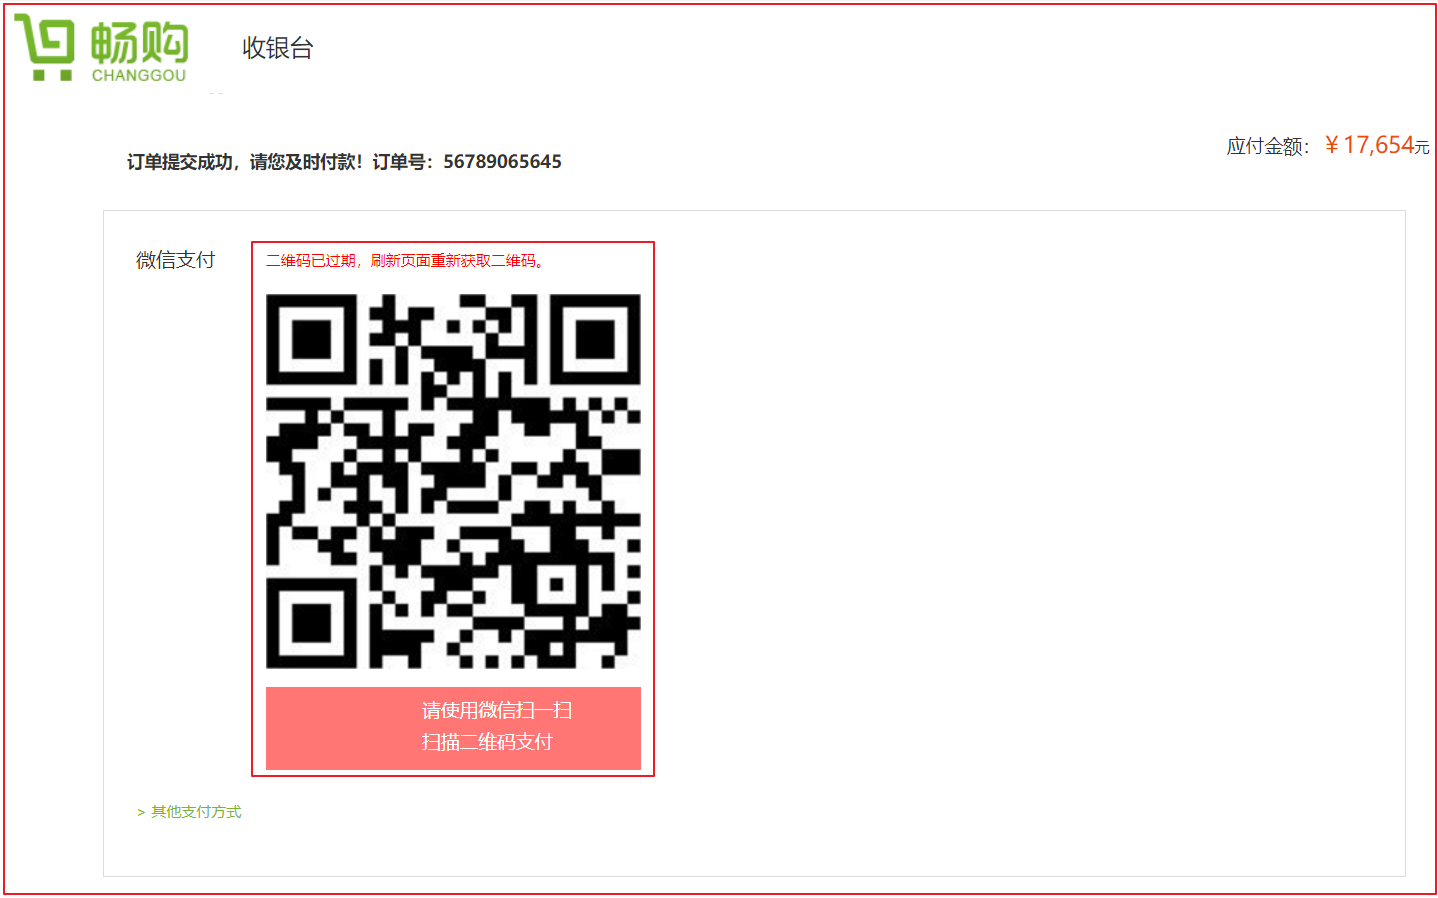 畅购
CHANGGOU
收银台
订单提交成功，请您及时付款！订单号：56789065645
应付金额：￥17,654元
微信支付
二维码已过期，刷新页面重新获取二维码。
请使用微信扫一扫
扫描二维码支付
> 其他支付方式